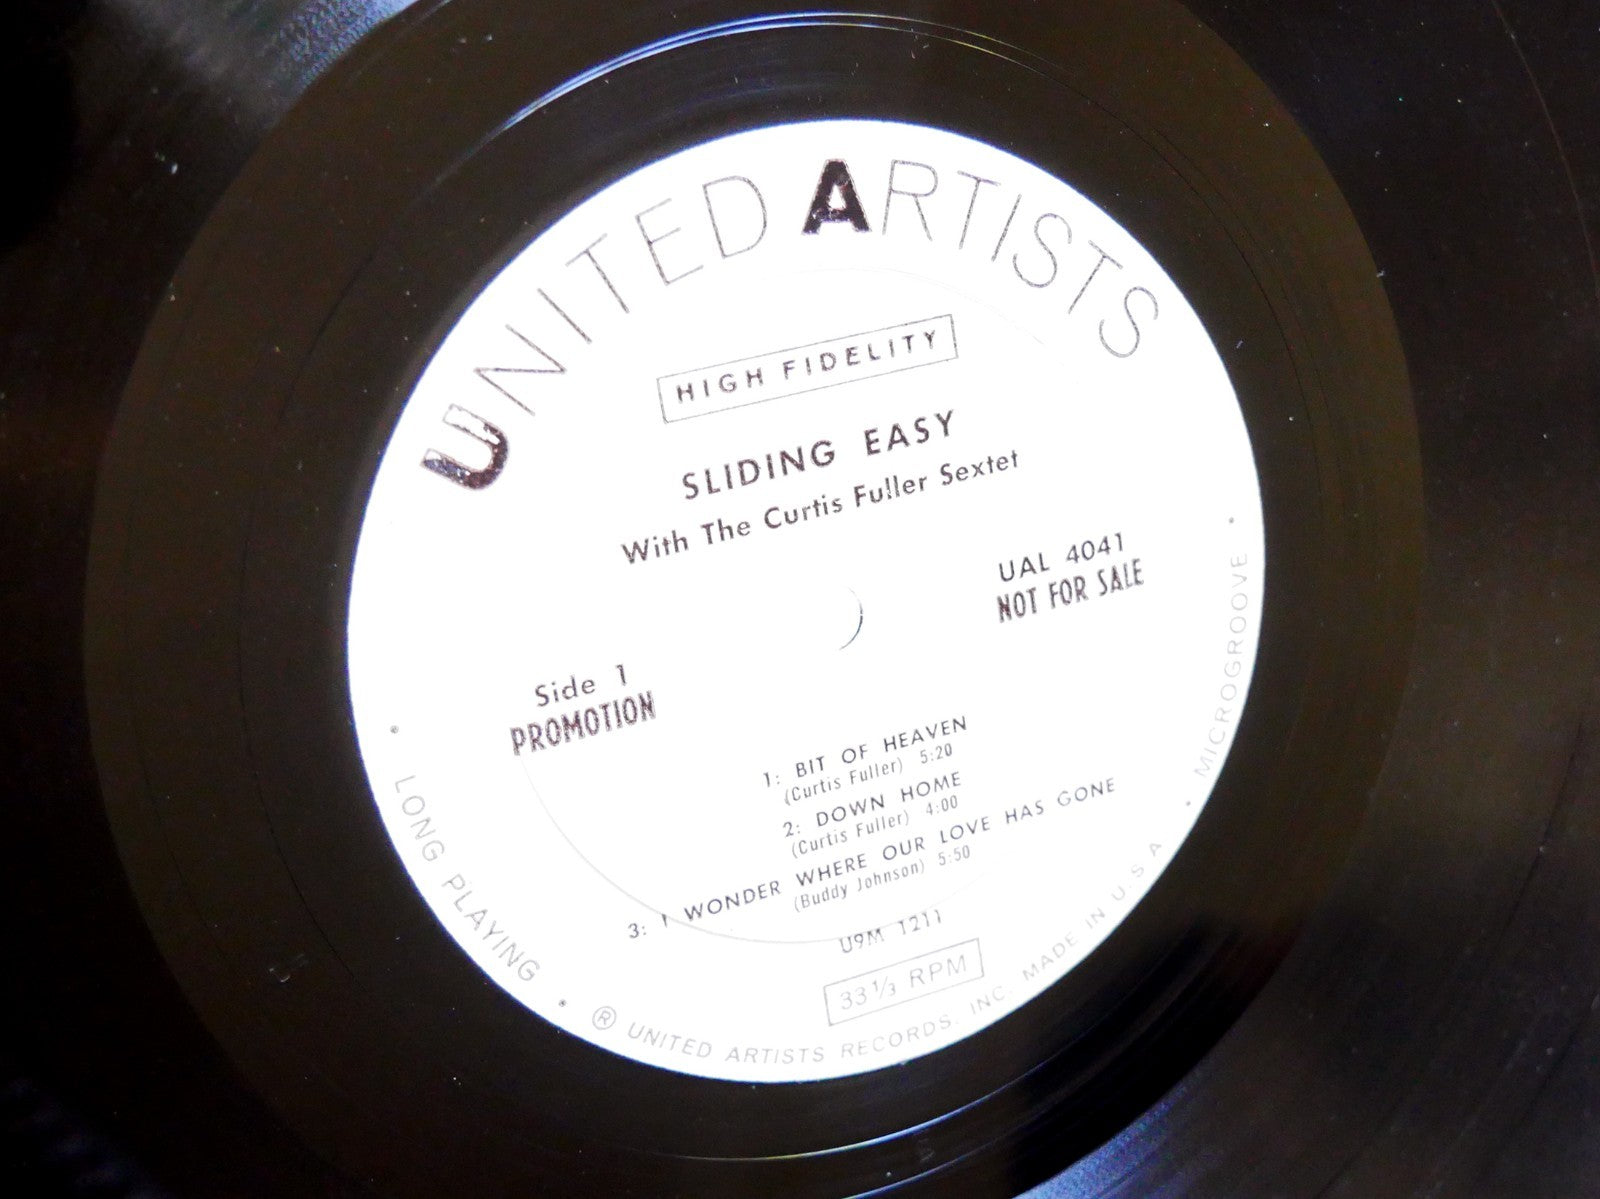 UNITED ARTISTS
HIGH FIDELITY
SLIDING EASY
With The Curtis Fuller Sextet
UAL 4041
NOT FOR SALE
Side 1
PROMOTION
1: BIT OF HEAVEN
(Curtis Fuller) 5:20
2: DOWN HOME
(Curtis Fuller) 4:00
3: I WONDER WHERE OUR LOVE HAS GONE
(Buddy Johnson) 5:50
U9M 1211
33⅓ RPM
• LONG PLAYING • ® UNITED ARTISTS RECORDS, INC. MADE IN U.S.A. • MICROGROOVE •